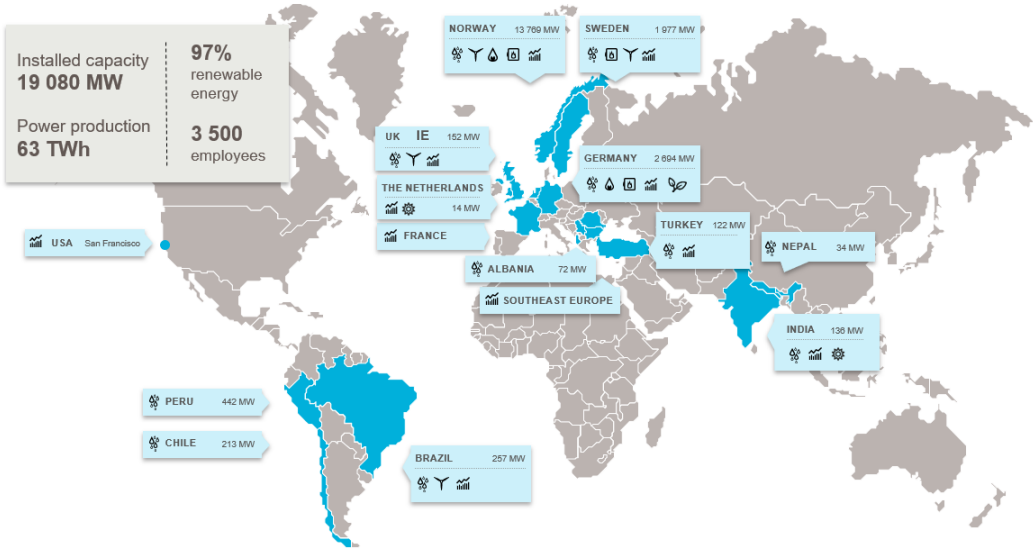 Installed capacity
19 080 MW
97%
renewable
energy
Power production
63 TWh
3 500
employees
NORWAY 13 769 MW
SWEDEN 1 977 MW
UK IE 152 MW
GERMANY 2 694 MW
THE NETHERLANDS
14 MW
FRANCE
TURKEY 122 MW
NEPAL 34 MW
USA San Francisco
ALBANIA 72 MW
SOUTHEAST EUROPE
INDIA 136 MW
PERU 442 MW
CHILE 213 MW
BRAZIL 257 MW